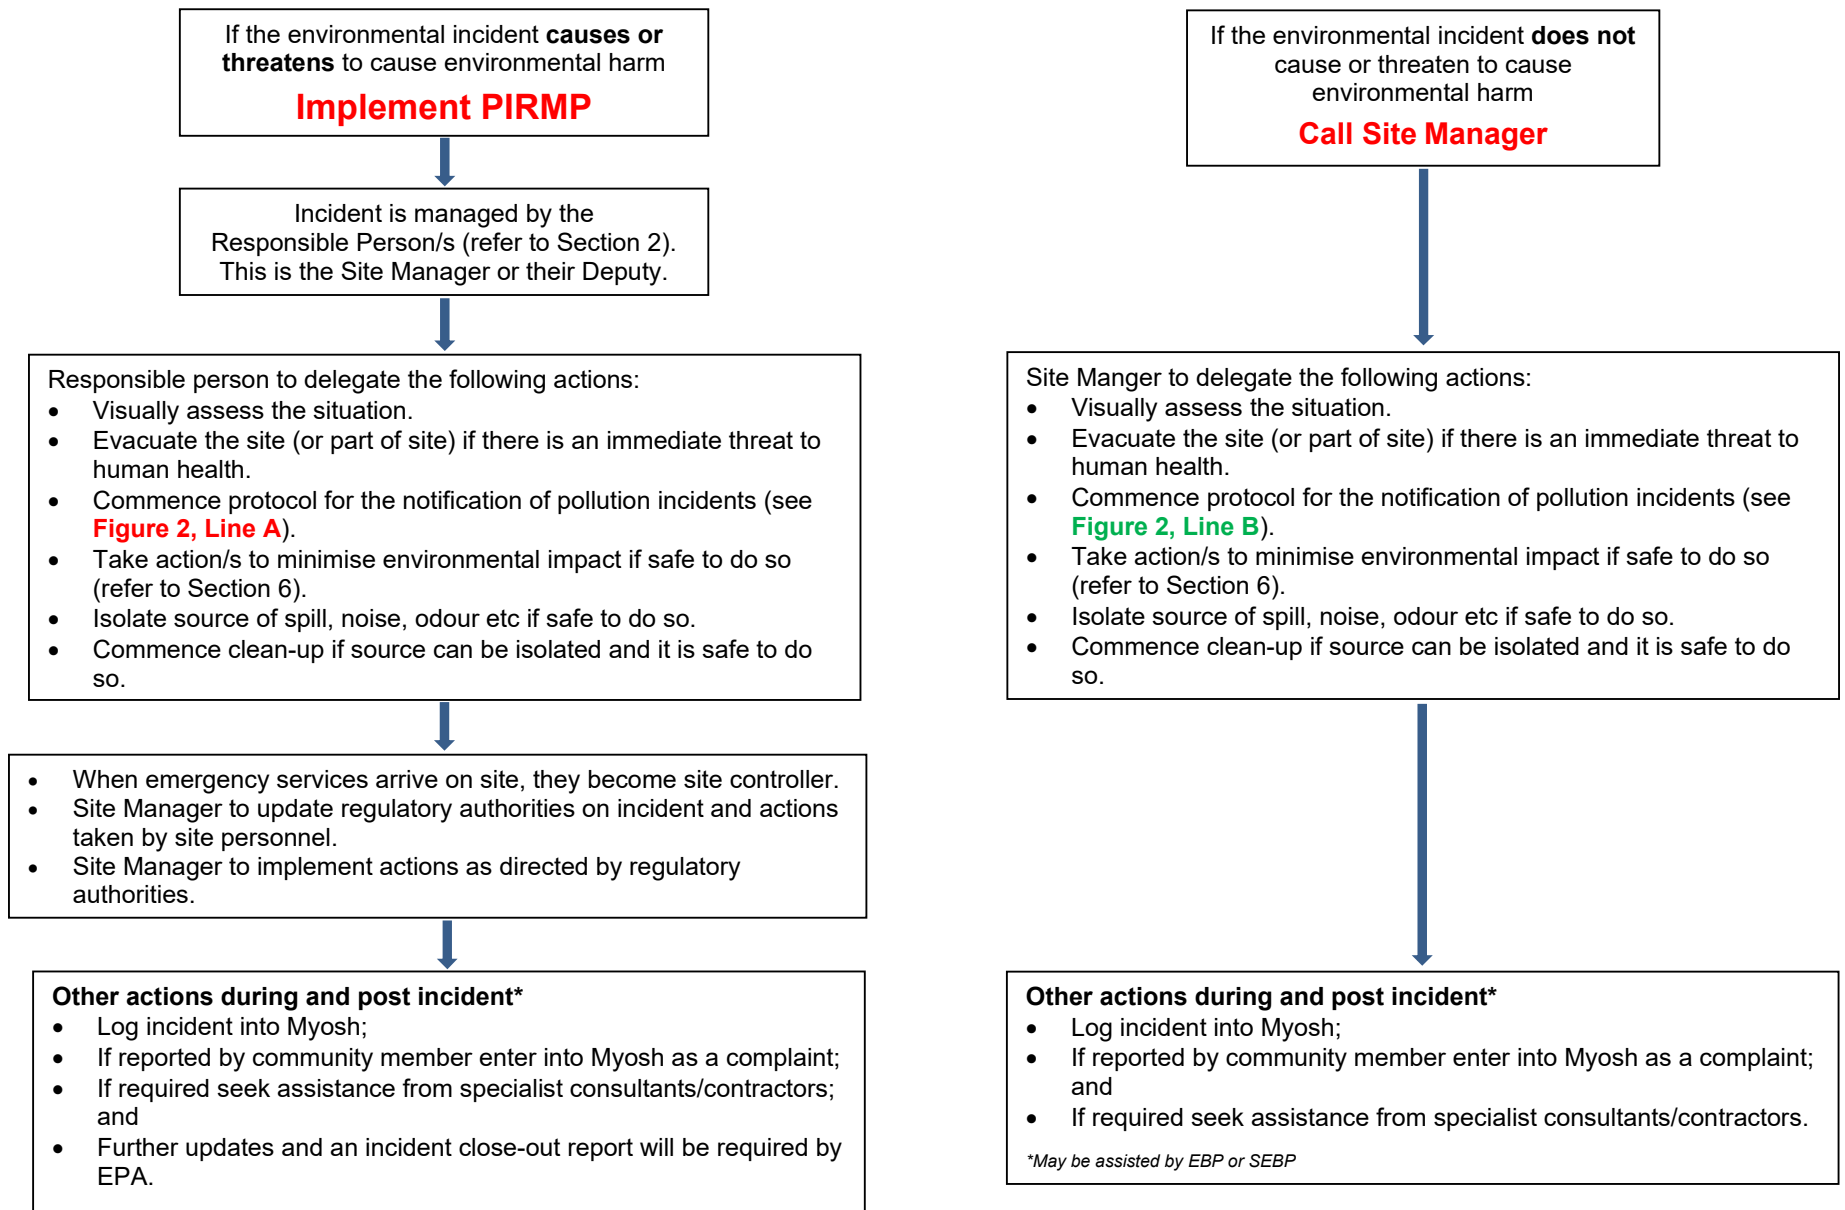 If the environmental incident causes or
threatens to cause environmental harm
Implement PIRMP
Incident is managed by the
Responsible Person/s (refer to Section 2).
This is the Site Manager or their Deputy.
Responsible person to delegate the following actions:
• Visually assess the situation.
• Evacuate the site (or part of site) if there is an immediate threat to
human health.
• Commence protocol for the notification of pollution incidents (see
Figure 2, Line A).
• Take action/s to minimise environmental impact if safe to do so
(refer to Section 6).
• Isolate source of spill, noise, odour etc if safe to do so.
• Commence clean-up if source can be isolated and it is safe to do
so.
• When emergency services arrive on site, they become site controller.
• Site Manager to update regulatory authorities on incident and actions
taken by site personnel.
• Site Manager to implement actions as directed by regulatory
authorities.
Other actions during and post incident*
• Log incident into Myosh;
• If reported by community member enter into Myosh as a complaint;
• If required seek assistance from specialist consultants/contractors;
and
• Further updates and an incident close-out report will be required by
EPA.
If the environmental incident does not
cause or threaten to cause
environmental harm
Call Site Manager
Site Manger to delegate the following actions:
• Visually assess the situation.
• Evacuate the site (or part of site) if there is an immediate threat to
human health.
• Commence protocol for the notification of pollution incidents (see
Figure 2, Line B).
• Take action/s to minimise environmental impact if safe to do so
(refer to Section 6).
• Isolate source of spill, noise, odour etc if safe to do so.
• Commence clean-up if source can be isolated and it is safe to do
so.
Other actions during and post incident*
• Log incident into Myosh;
• If reported by community member enter into Myosh as a complaint;
and
• If required seek assistance from specialist consultants/contractors.
*May be assisted by EBP or SEBP